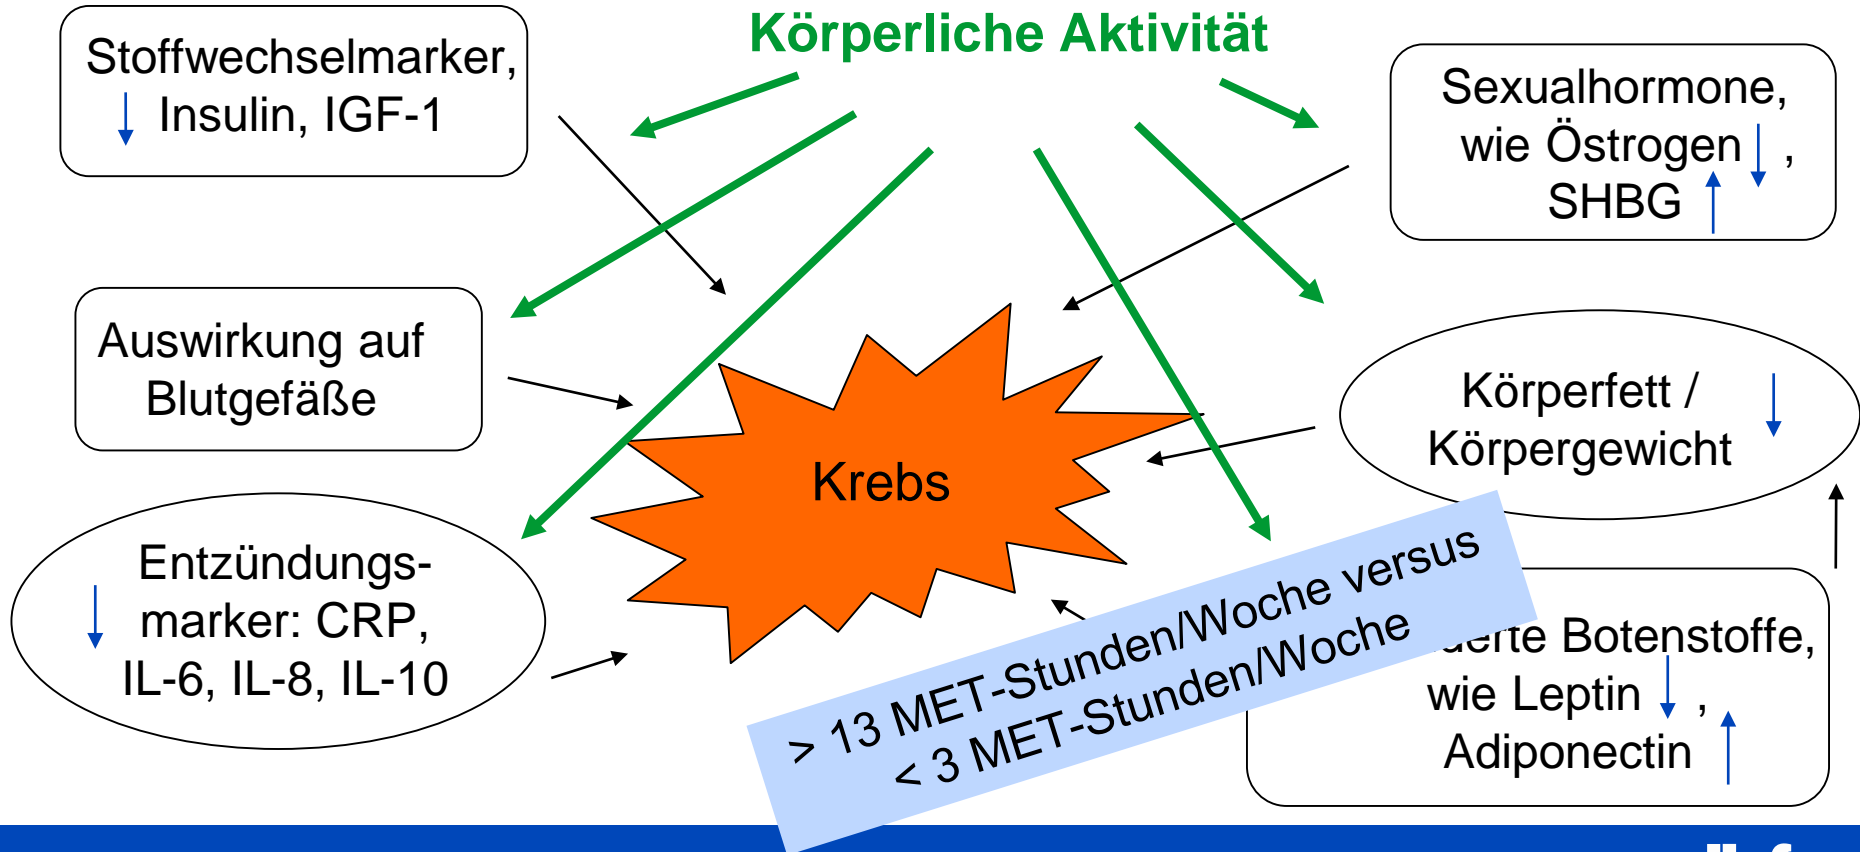 Körperliche Aktivität
Stoffwechselmarker,
↓ Insulin, IGF-1
Sexualhormone,
wie Östrogen ↓ ,
SHBG ↑
Auswirkung auf
Blutgefäße
Körperfett / ↓
Körpergewicht
Krebs
Entzündungs-
↓ marker: CRP,
IL-6, IL-8, IL-10
> 13 MET-Stunden/Woche versus
< 3 MET-Stunden/Woche
Botenstoffe,
wie Leptin ↓ ,
Adiponectin ↑